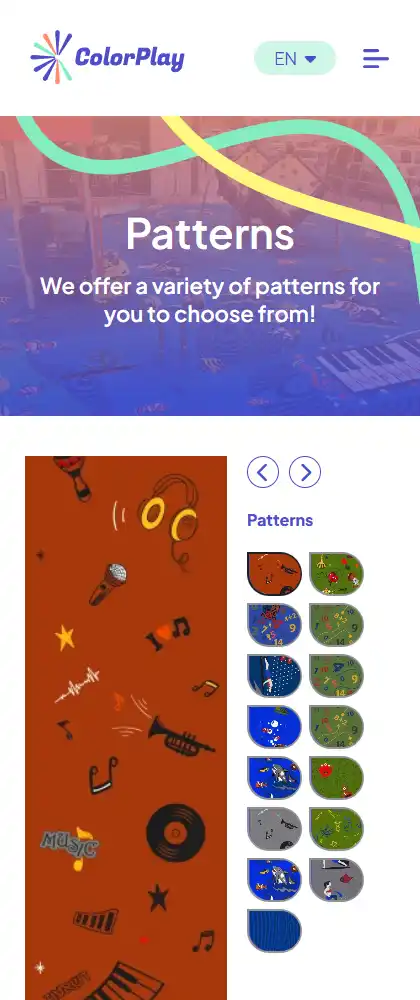 ColorPlay
EN
Patterns
We offer a variety of patterns for
you to choose from!
Patterns
I
MUSIC